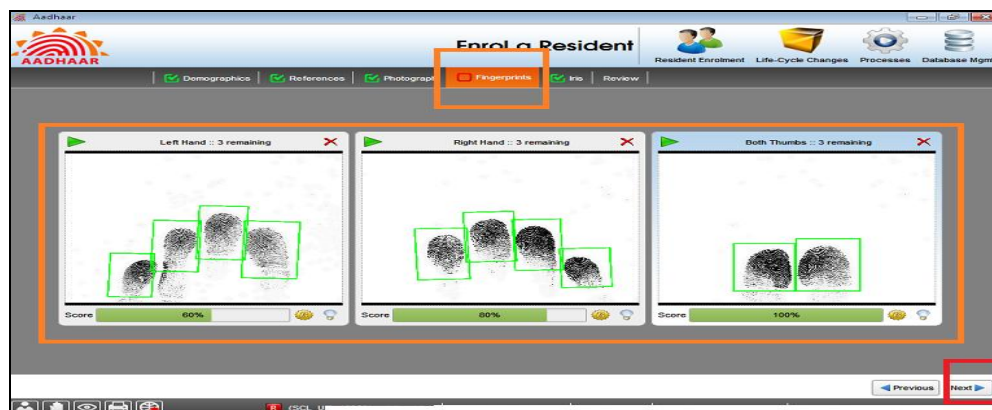 Aadhaar
AADHAAR
Enrol a Resident
Resident Enrolment Life-Cycle Changes Processes Database Mgm
Demographics References Photograph Fingerprints Iris Review
Left Hand :: 3 remaining
Right Hand :: 3 remaining
Both Thumbs :: 3 remaining
Score 60%
Score 80%
Score 100%
Previous Next